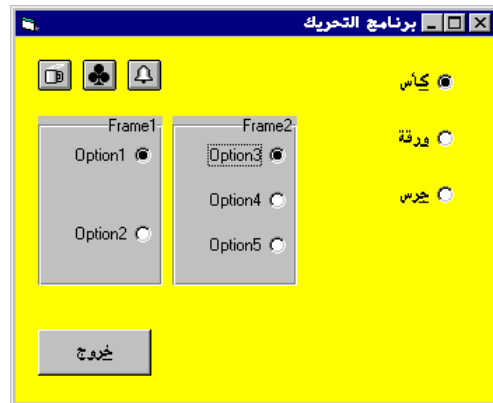 برنامج التحريك
كأس
ورقة
جرس
Frame1
Option1
Option2
Frame2
Option3
Option4
Option5
خروج